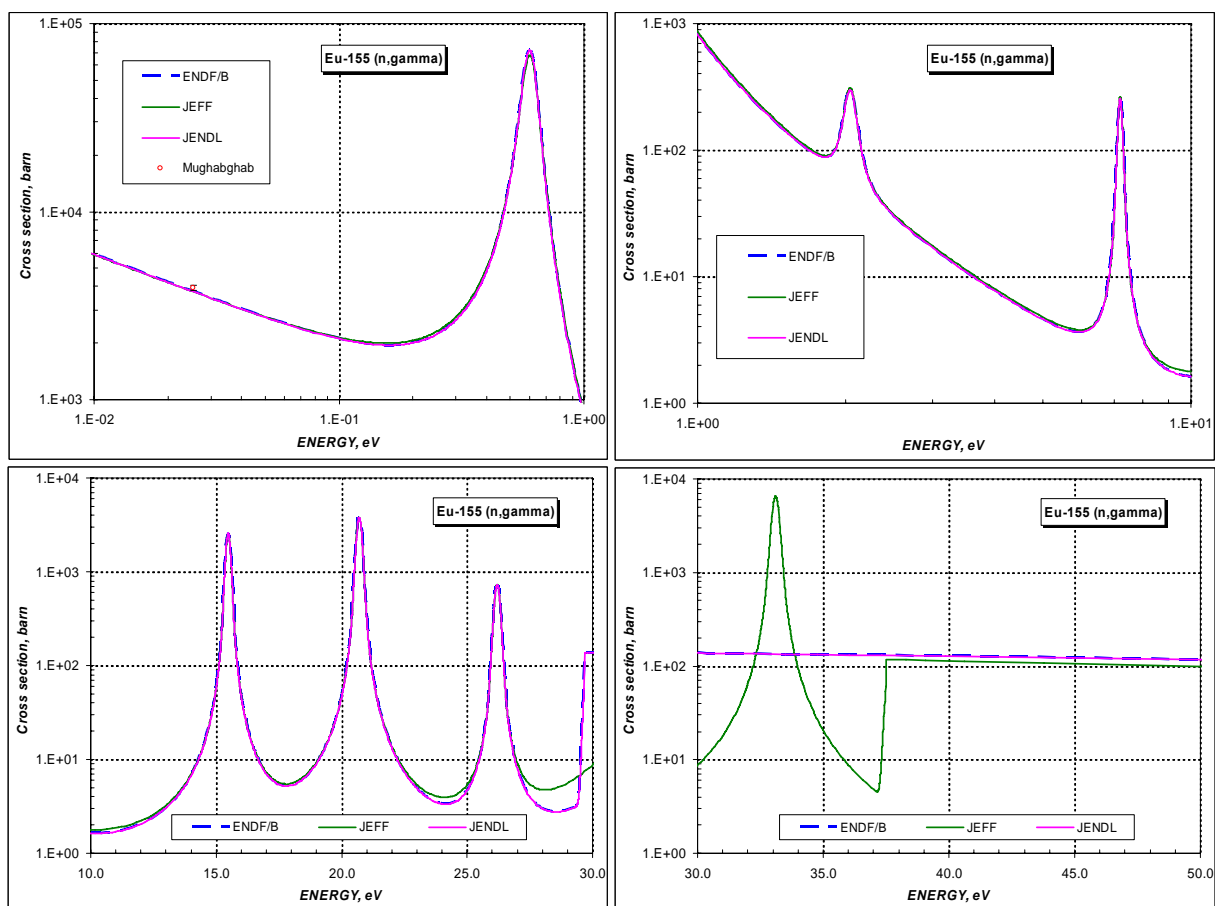 1.E+05
1.E+04
1.E+03
Cross section, barn
Eu-155 (n,gamma)
ENDF/B
JEFF
JENDL
Mughabghab
1.E-02
1.E-01
1.E+00
ENERGY, eV
1.E+03
1.E+02
1.E+01
1.E+00
Cross section, barn
Eu-155 (n,gamma)
ENDF/B
JEFF
JENDL
1.E+00
1.E+01
ENERGY, eV
1.E+04
1.E+03
1.E+02
1.E+01
1.E+00
Cross section, barn
Eu-155 (n,gamma)
ENDF/B JEFF JENDL
10.0 15.0 20.0 25.0 30.0
ENERGY, eV
1.E+04
1.E+03
1.E+02
1.E+01
1.E+00
Cross section, barn
Eu-155 (n,gamma)
ENDF/B JEFF JENDL
30.0 35.0 40.0 45.0 50.0
ENERGY, eV